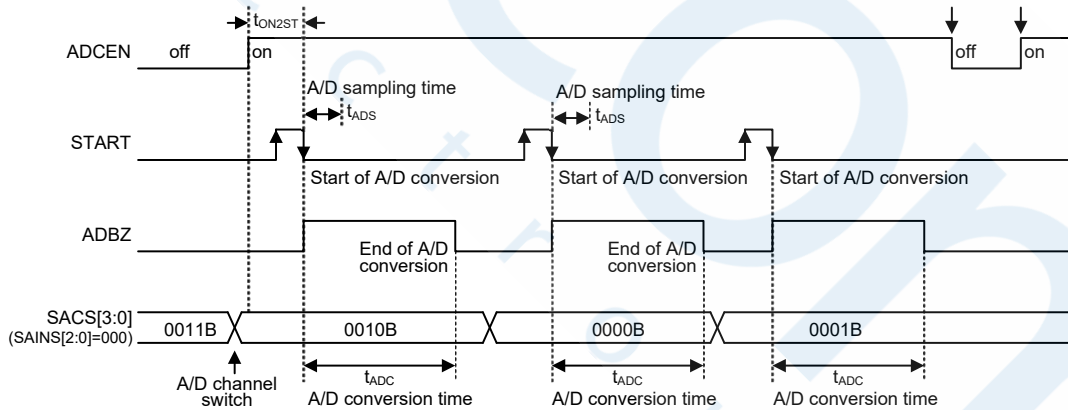 tON2ST
ADCEN
off
on
off
on
A/D sampling time
tADS
A/D sampling time
tADS
START
Start of A/D conversion
Start of A/D conversion
Start of A/D conversion
ADBZ
End of A/D
conversion
End of A/D
conversion
SACS[3:0]
(SAINS[2:0]=000)
0011B
0010B
0000B
0001B
A/D channel
switch
tADC
A/D conversion time
tADC
A/D conversion time
tADC
A/D conversion time